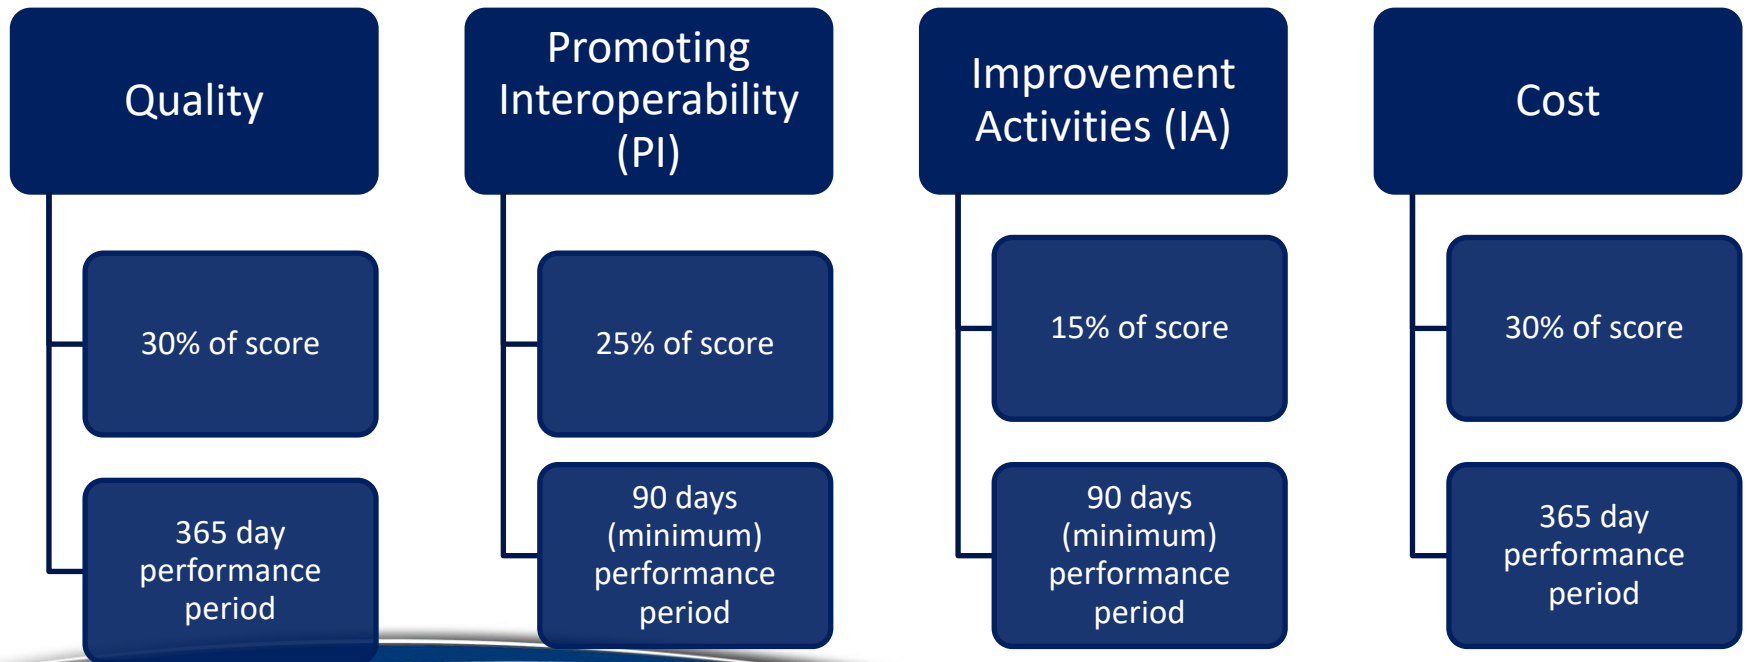 Quality
30% of score
365 day
performance
period
Promoting
Interoperability
(PI)
25% of score
90 days
(minimum)
performance
period
Improvement
Activities (IA)
15% of score
90 days
(minimum)
performance
period
Cost
30% of score
365 day
performance
period